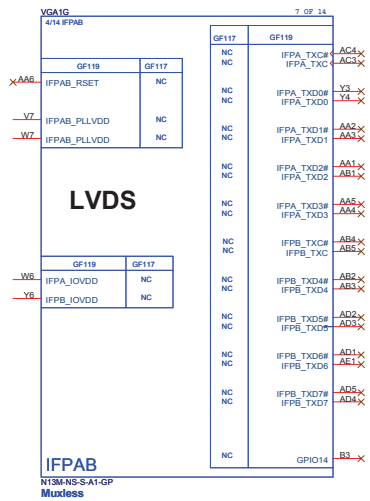 VGA1G 7 OF 14
4/14 IFPAB
GF117 GF119
NC IFPA_TXC# AC4
NC IFPA_TXC AC3
GF119 GF117
AA6 IFPAB_RSET NC
NC IFPA_TXD0# Y3
NC IFPA_TXD0 Y4
V7 IFPAB_PLLVDD NC
W7 IFPAB_PLLVDD NC
NC IFPA_TXD1# AA2
NC IFPA_TXD1 AA3
NC IFPA_TXD2# AA1
NC IFPA_TXD2 AB1
LVDS
NC IFPA_TXD3# AA5
NC IFPA_TXD3 AA4
NC IFPB_TXC# AB4
NC IFPB_TXC AB5
GF119 GF117
W6 IFPA_IOVDD NC
Y6 IFPB_IOVDD NC
NC IFPB_TXD4# AB2
NC IFPB_TXD4 AB3
NC IFPB_TXD5# AD2
NC IFPB_TXD5 AD3
NC IFPB_TXD6# AD1
NC IFPB_TXD6 AE1
NC IFPB_TXD7# AD5
NC IFPB_TXD7 AD4
NC GPIO14 B3
IFPAB
N13M-NS-S-A1-GP
Muxless